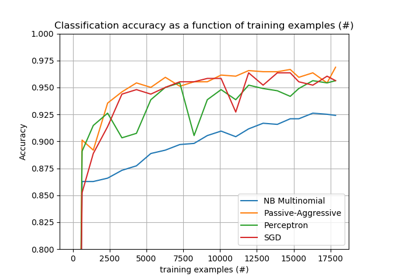 Classification accuracy as a function of training examples (#)
1.000
0.975
0.950
0.925
0.900
0.875
0.850
0.825
0.800
Accuracy
NB Multinomial
Passive-Aggressive
Perceptron
SGD
0 2500 5000 7500 10000 12500 15000 17500
training examples (#)